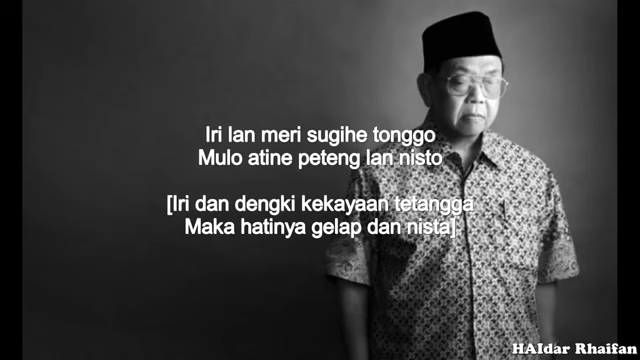 Iri lan meri sugihe tonggo
Mulo atine peteng lan nisto
[Iri dan dengki kekayaan tetangga
Maka hatinya gelap dan nista]
HAIdar Rhaifan